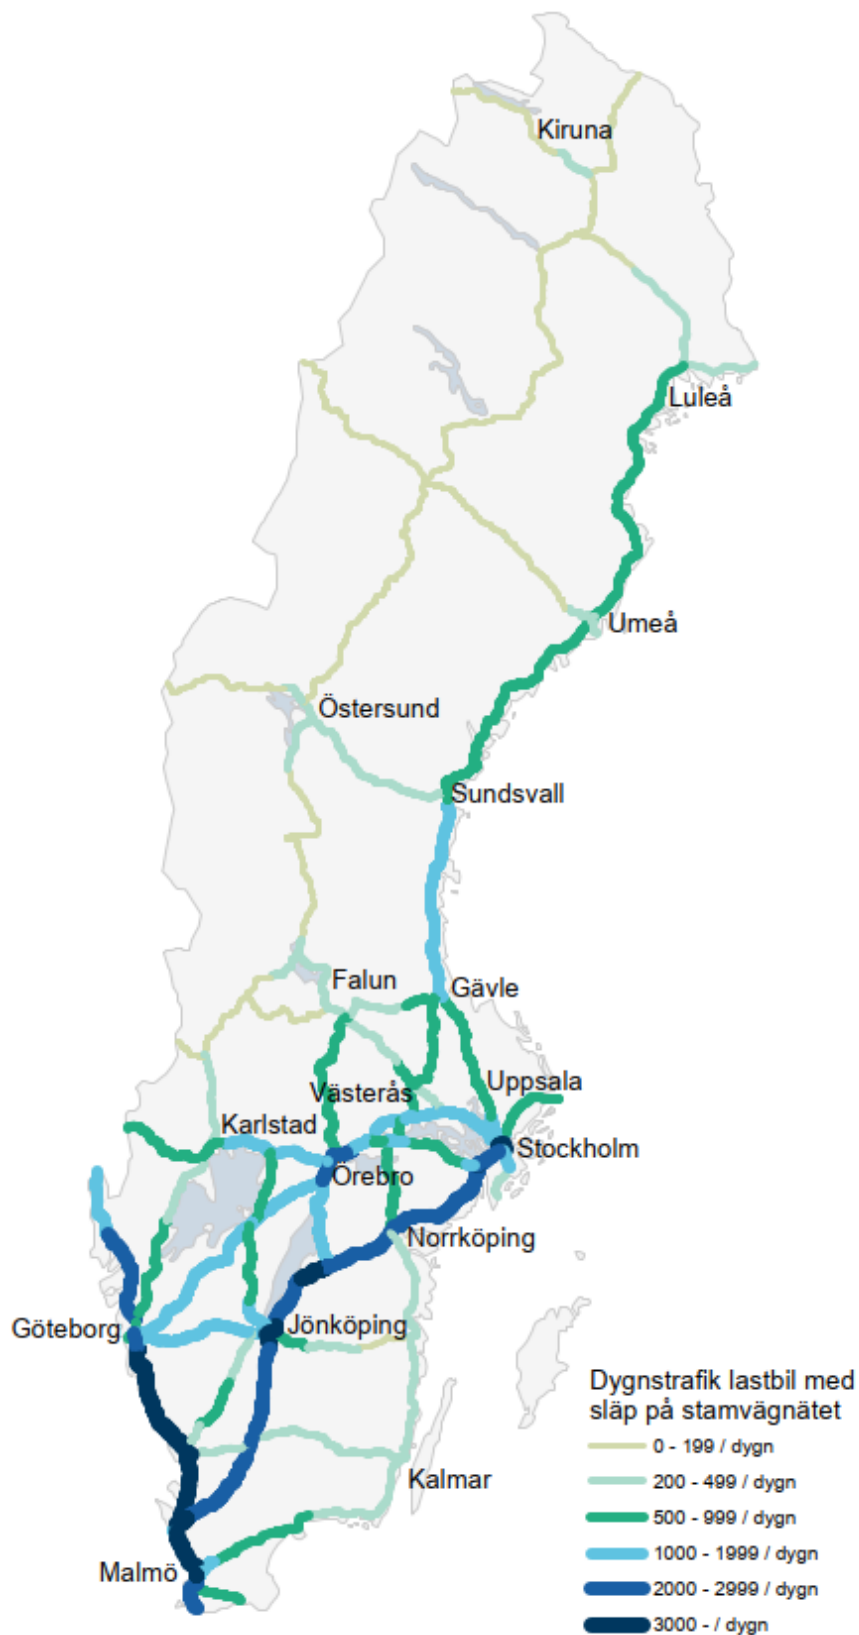 Kiruna
Luleå
Umeå
Östersund
Sundsvall
Falun
Gävle
Västerås
Uppsala
Karlstad
Stockholm
Örebro
Norrköping
Göteborg
Jönköping
Dygnstrafik lastbil med
släp på stamvägnätet
0 - 199 / dygn
200 - 499 / dygn
Kalmar
500 - 999 / dygn
1000 - 1999 / dygn
Malmö
2000 - 2999 / dygn
3000 - / dygn